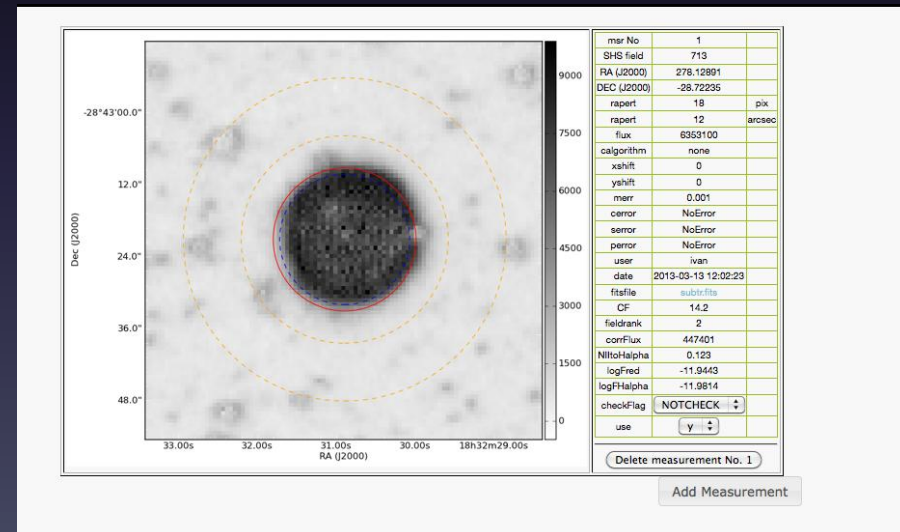 -28°43'00.0"
12.0"
24.0"
36.0"
48.0"
Dec (J2000)
33.00s 32.00s 31.00s 30.00s 18h32m29.00s
RA (J2000)
9000
7500
6000
4500
3000
1500
0
msr No 1
SHS field 713
RA (J2000) 278.12891
DEC (J2000) -28.72235
rapert 18 pix
rapert 12 arcsec
flux 6353100
calgorithm none
xshift 0
yshift 0
merr 0.001
cerror NoError
serror NoError
perror NoError
user ivan
date 2013-03-13 12:02:23
fitsfile subtr.fits
CF 14.2
fieldrank 2
corrFlux 447401
NIItoHalpha 0.123
logFred -11.9443
logFHalpha -11.9814
checkFlag NOTCHECK
use y
Delete measurement No. 1
Add Measurement